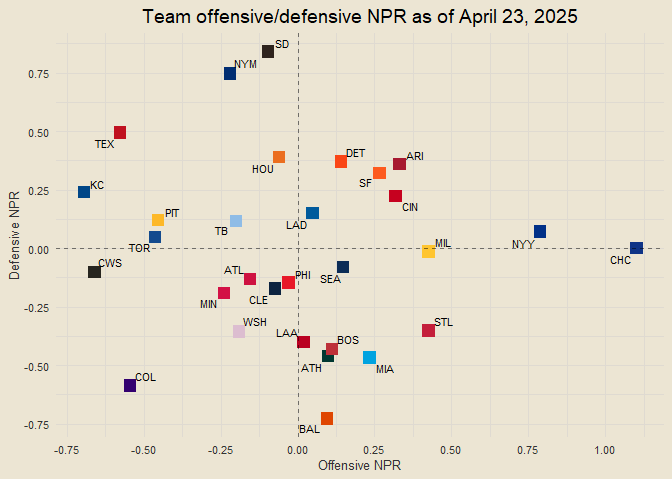 Team offensive/defensive NPR as of April 23, 2025
SD
NYM
0.75
TEX
0.50
HOU
DET
ARI
SF
KC
0.25
CIN
PIT
TB
LAD
TOR
NYY
MIL
CHC
0.00
CWS
ATL
PHI
SEA
MIN
CLE
-0.25
WSH
LAA
BOS
STL
ATH
MIA
-0.50
COL
BAL
-0.75
Defensive NPR
-0.75
-0.50
-0.25
0.00
0.25
0.50
0.75
1.00
Offensive NPR